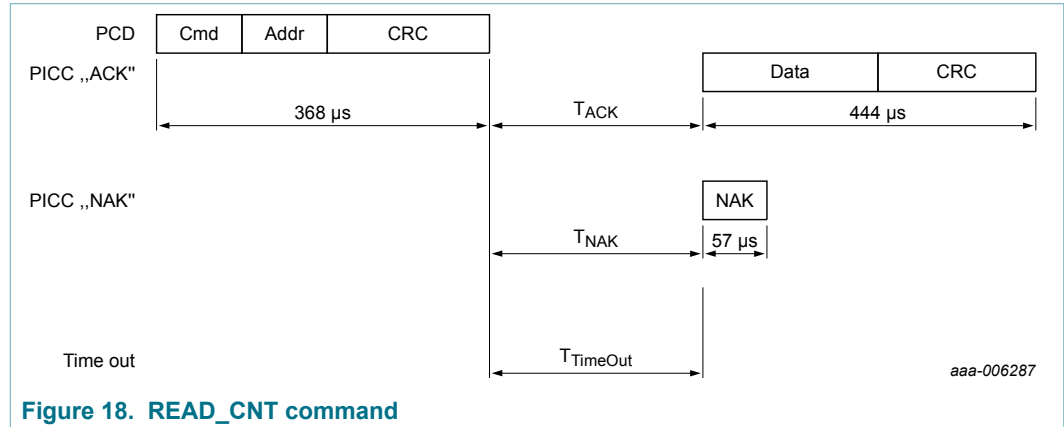 PCD Cmd Addr CRC
PICC ,,ACK" Data CRC
368 µs TACK 444 µs
PICC ,,NAK" NAK
TNAK 57 µs
Time out TTimeOut aaa-006287
Figure 18. READ_CNT command